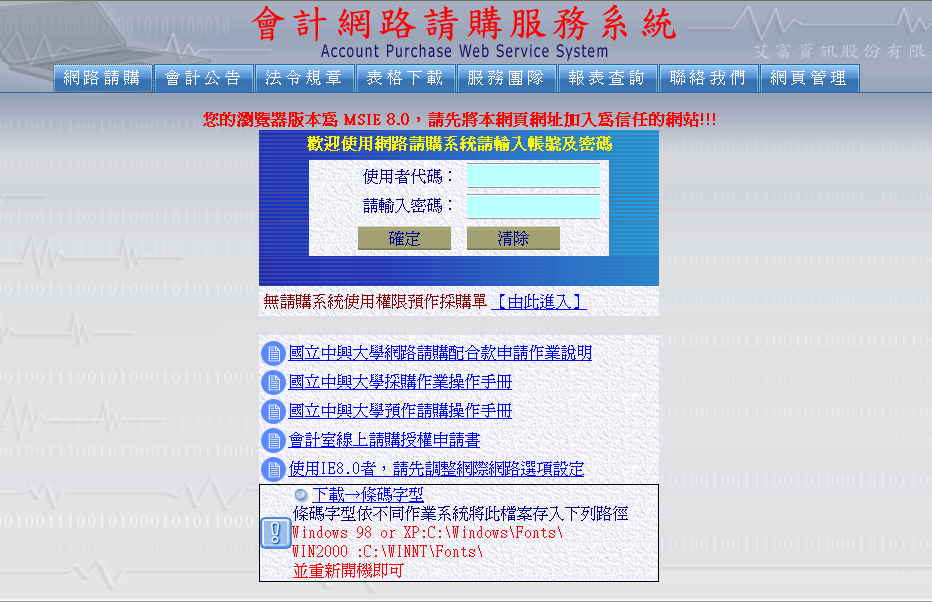 會計網路請購服務系統
Account Purchase Web Service System
艾富資訊股份有限
網路請購 會計公告 法令規章 表格下載 服務團隊 報表查詢 聯絡我們 網頁管理
您的瀏覽器版本為 MSIE 8.0，請先將本網頁網址加入為信任的網站!!!
歡迎使用網路請購系統請輸入帳號及密碼
使用者代碼：
請輸入密碼：
確定 清除
無請購系統使用權限預作採購單 【由此進入】
國立中興大學網路請購配合款申請作業說明
國立中興大學採購作業操作手冊
國立中興大學預作請購操作手冊
會計室線上請購授權申請書
使用IE8.0者，請先調整網際網路選項設定
下載→條碼字型
條碼字型依不同作業系統將此檔案存入下列路徑
Windows 98 or XP:C:\Windows\Fonts\
WIN2000 :C:\WINNT\Fonts\
並重新開機即可